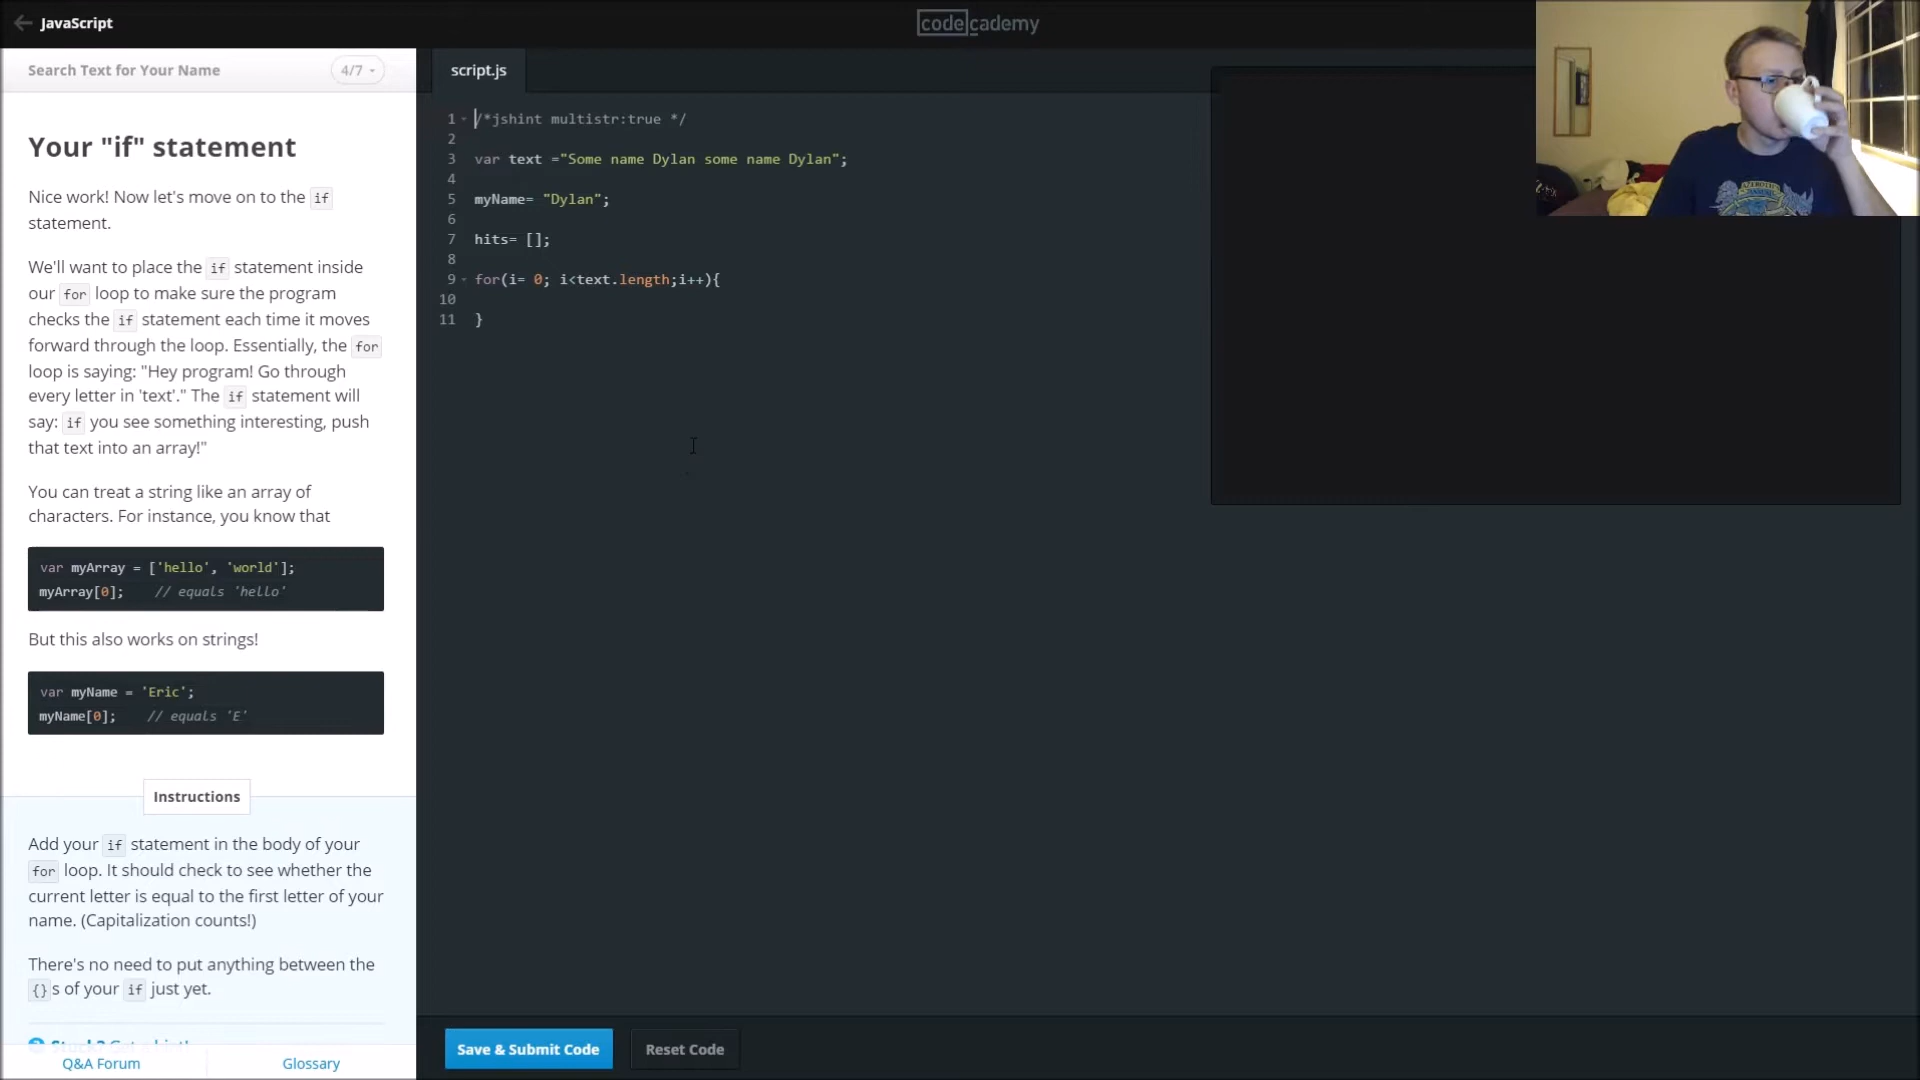 JavaScript
codecademy
Search Text for Your Name
4/7
script.js
Your "if" statement
Nice work! Now let's move on to the if
statement.
We'll want to place the if statement inside
our for loop to make sure the program
checks the if statement each time it moves
forward through the loop. Essentially, the for
loop is saying: "Hey program! Go through
every letter in 'text'." The if statement will
say: if you see something interesting, push
that text into an array!"
You can treat a string like an array of
characters. For instance, you know that
var myArray = ['hello', 'world'];
myArray[0];    // equals 'hello'
But this also works on strings!
var myName = 'Eric';
myName[0];    // equals 'E'
Instructions
Add your if statement in the body of your
for loop. It should check to see whether the
current letter is equal to the first letter of your
name. (Capitalization counts!)
There's no need to put anything between the
{}s of your if just yet.
Q&A Forum
Glossary
1 /*jshint multistr:true */
2
3 var text ="Some name Dylan some name Dylan";
4
5 myName= "Dylan";
6
7 hits= [];
8
9 for(i= 0; i<text.length;i++){
10
11 }
Save & Submit Code
Reset Code